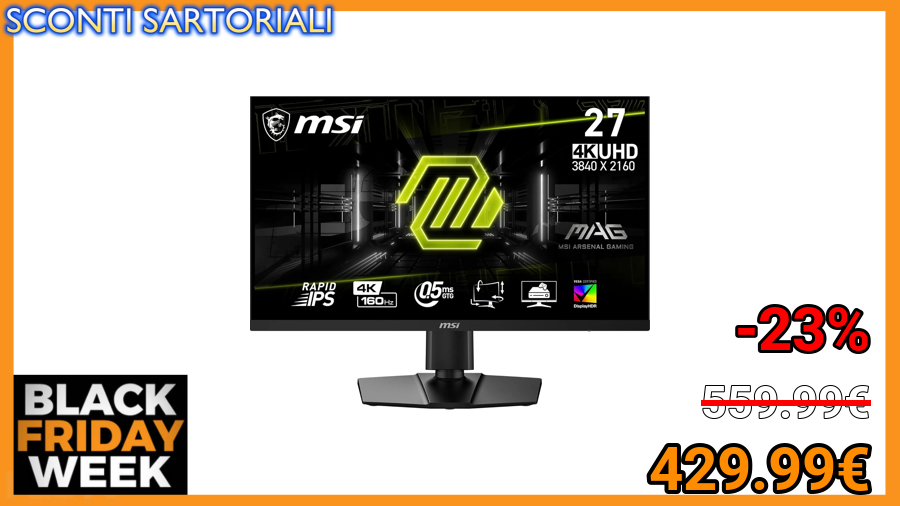 SCONTI SARTORIALI
msi
27
4K UHD
3840 X 2160
MAG
MSI ARSENAL GAMING
RAPID
IPS
4K
160Hz
0.5ms
GTG
DisplayHDR
msi
-23%
559.99€
429.99€
BLACK
FRIDAY
WEEK